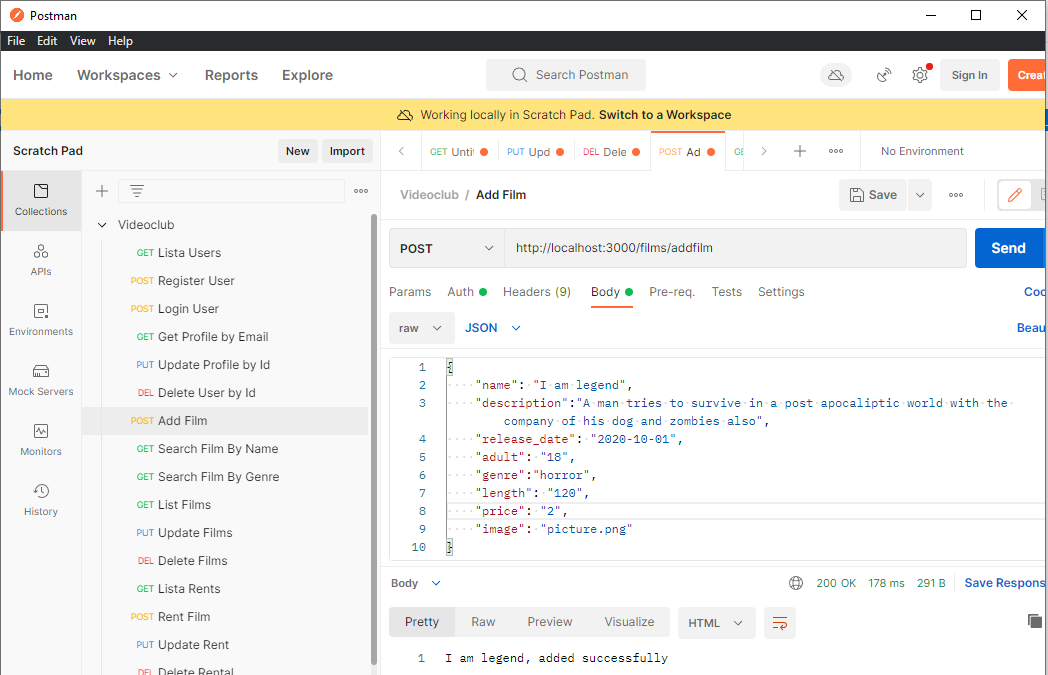 Postman
File Edit View Help
Home Workspaces Reports Explore Search Postman Sign In Creat
Working locally in Scratch Pad. Switch to a Workspace
Scratch Pad New Import
GET Unti PUT Upd DEL Dele POST Ad GE No Environment
Collections
APIs
Environments
Mock Servers
Monitors
History
Videoclub
GET Lista Users
POST Register User
POST Login User
GET Get Profile by Email
PUT Update Profile by Id
DEL Delete User by Id
POST Add Film
GET Search Film By Name
GET Search Film By Genre
GET List Films
PUT Update Films
DEL Delete Films
GET Lista Rents
POST Rent Film
PUT Update Rent
DEL Delete Rental
Videoclub / Add Film Save
POST http://localhost:3000/films/addfilm Send
Params Auth Headers (9) Body Pre-req. Tests Settings Coo
raw JSON Beau
1 {
2 "name": "I am legend",
3 "description":"A man tries to survive in a post apocaliptic world with the
company of his dog and zombies also",
4 "release_date": "2020-10-01",
5 "adult": "18",
6 "genre":"horror",
7 "length": "120",
8 "price": "2",
9 "image": "picture.png"
10 }
Body 200 OK 178 ms 291 B Save Respons
Pretty Raw Preview Visualize HTML
1 I am legend, added successfully